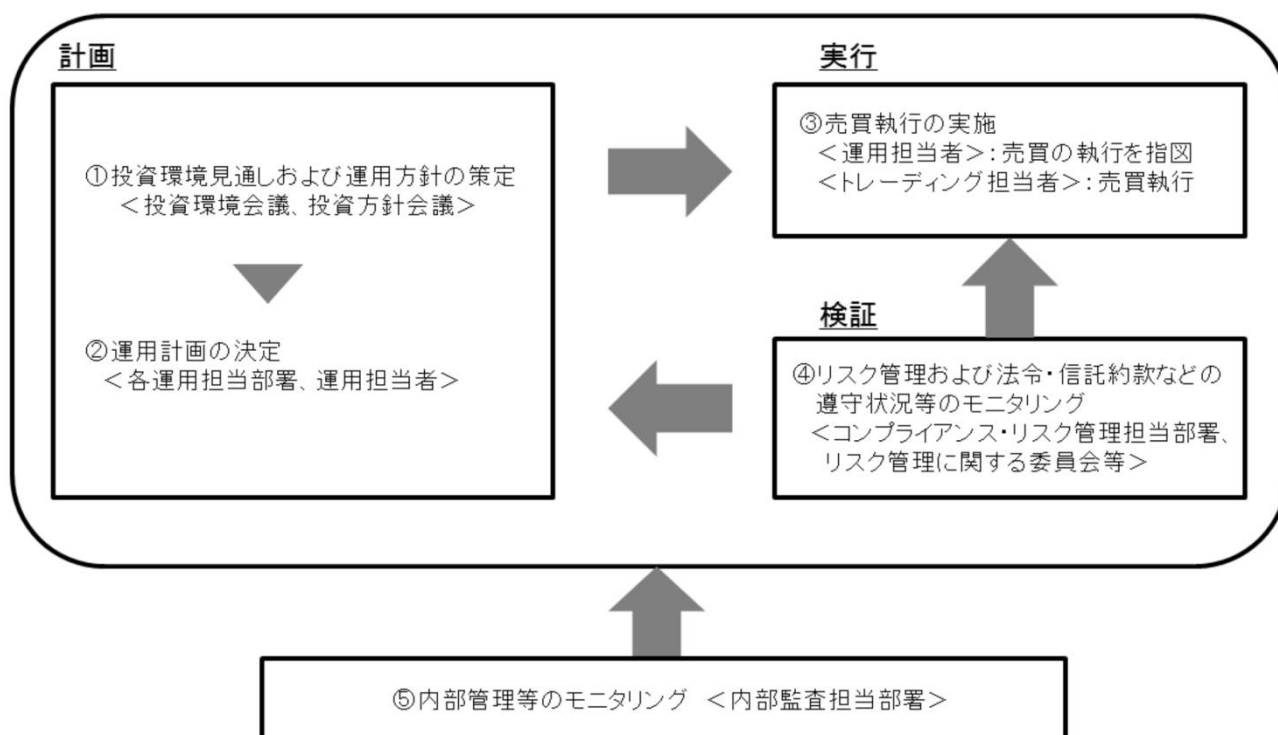 計画
①投資環境見通しおよび運用方針の策定
＜投資環境会議、投資方針会議＞
②運用計画の決定
＜各運用担当部署、運用担当者＞
実行
③売買執行の実施
＜運用担当者＞：売買の執行を指図
＜トレーディング担当者＞：売買執行
検証
④リスク管理および法令・信託約款などの
遵守状況等のモニタリング
＜コンプライアンス・リスク管理担当部署、
リスク管理に関する委員会等＞
⑤内部管理等のモニタリング ＜内部監査担当部署＞